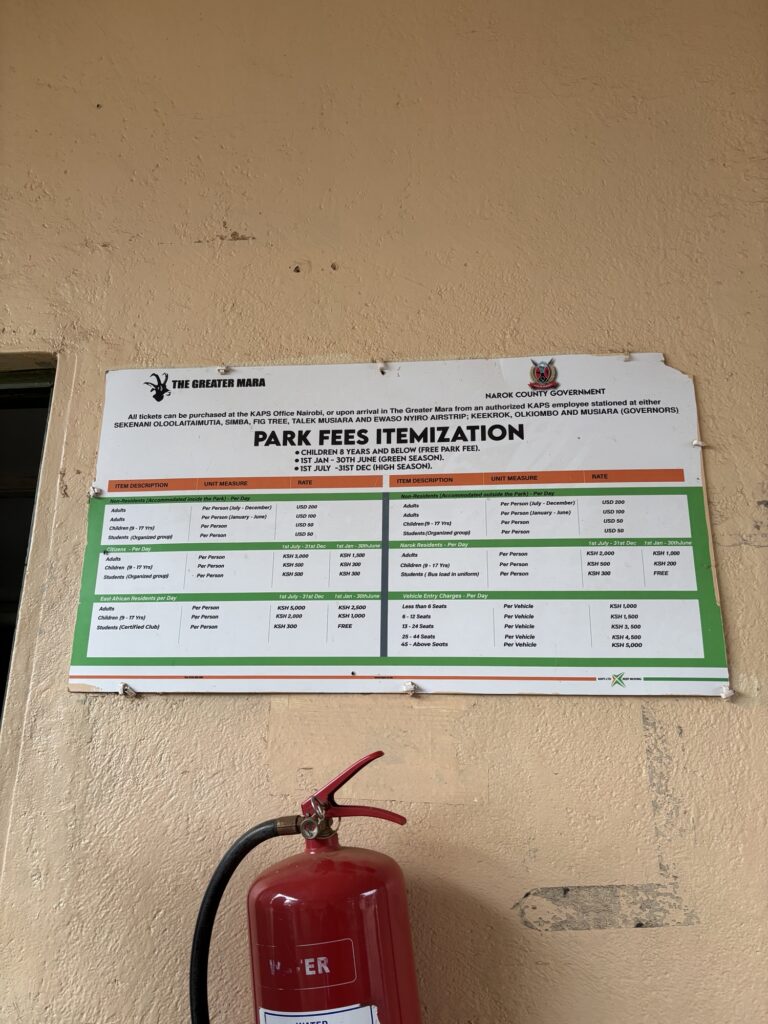 THE GREATER MARA
NAROK COUNTY GOVERNMENT
All tickets can be purchased at the KAPS Office Nairobi, or upon arrival in The Greater Mara from an authorized KAPS employee stationed at either
SEKENANI OLOOLAITAIMUTIA, SIMBA, FIG TREE, TALEK MUSIARA AND EWASO NYIRO AIRSTRIP; KEEKROK, OLKIOMBO AND MUSIARA (GOVERNORS)
PARK FEES ITEMIZATION
• CHILDREN 8 YEARS AND BELOW (FREE PARK FEE).
• 1ST JAN - 30TH JUNE (GREEN SEASON).
• 1ST JULY -31ST DEC (HIGH SEASON).
ITEM DESCRIPTION UNIT MEASURE RATE
Non-Residents (Accommodated inside the Park) - Per Day
Adults Per Person (July - December) USD 200
Adults Per Person (January - June) USD 100
Children (9 - 17 Yrs) Per Person USD 50
Students (Organized group) Per Person USD 50
Citizens - Per Day 1st July - 31st Dec 1st Jan - 30thJune
Adults Per Person KSH 3,000 KSH 1,500
Children (9 - 17 Yrs) Per Person KSH 500 KSH 300
Students (Organized group) Per Person KSH 500 KSH 300
East African Residents per Day 1st July - 31st Dec 1st Jan - 30thJune
Adults Per Person KSH 5,000 KSH 2,500
Children (9 - 17 Yrs) Per Person KSH 2,000 KSH 1,000
Students (Certified Club) Per Person KSH 300 FREE
ITEM DESCRIPTION UNIT MEASURE RATE
Non-Residents (Accommodated outside the Park) - Per Day
Adults Per Person (July - December) USD 200
Adults Per Person (January - June) USD 100
Children (9 - 17 Yrs) Per Person USD 50
Students (Organized group) Per Person USD 50
Narok Residents - Per Day 1st July - 31st Dec 1st Jan - 30thJune
Adults Per Person KSH 2,000 KSH 1,000
Children (9 - 17 Yrs) Per Person KSH 500 KSH 200
Students ( Bus load in uniform) Per Person KSH 300 FREE
Vehicle Entry Charges - Per Day
Less than 6 Seats Per Vehicle KSH 1,000
6 - 12 Seats Per Vehicle KSH 1,500
13 - 24 Seats Per Vehicle KSH 3, 500
25 - 44 Seats Per Vehicle KSH 4,500
45 - Above Seats Per Vehicle KSH 5,000
WATER
WATER